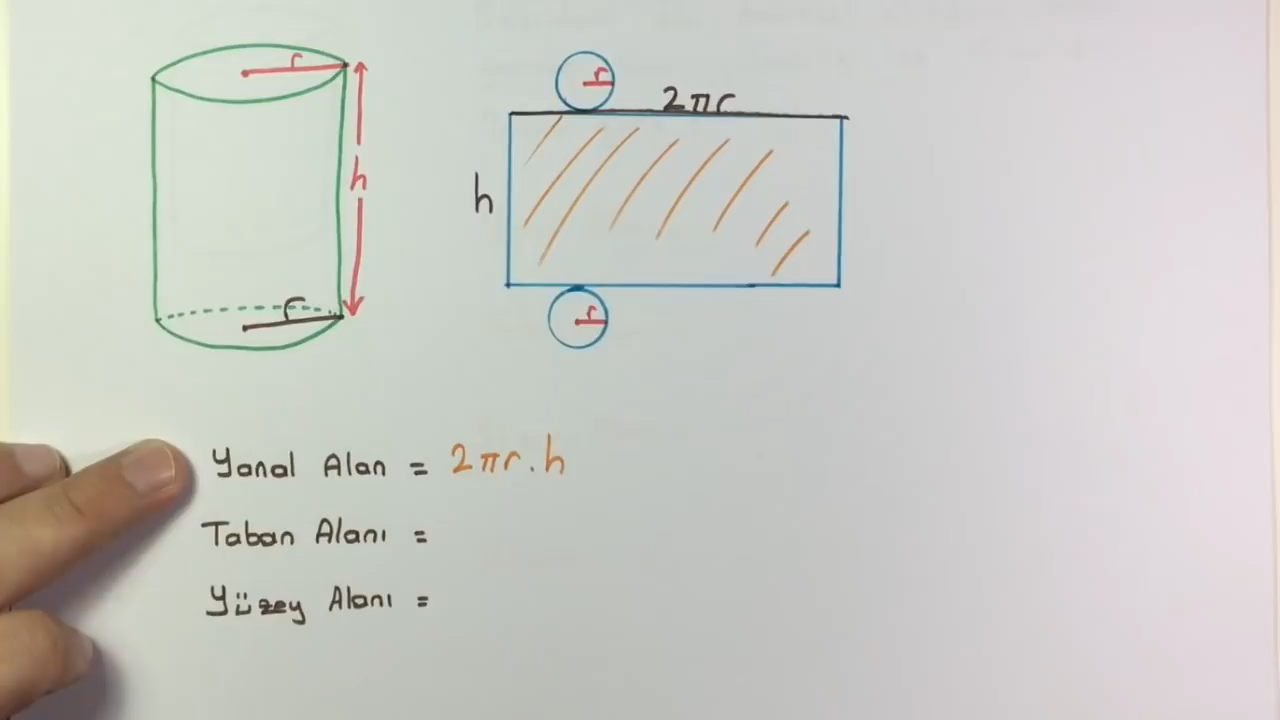 r
h
r
r
2πr
h
r
Yanal Alan = 2πr.h
Taban Alanı =
Yüzey Alanı =